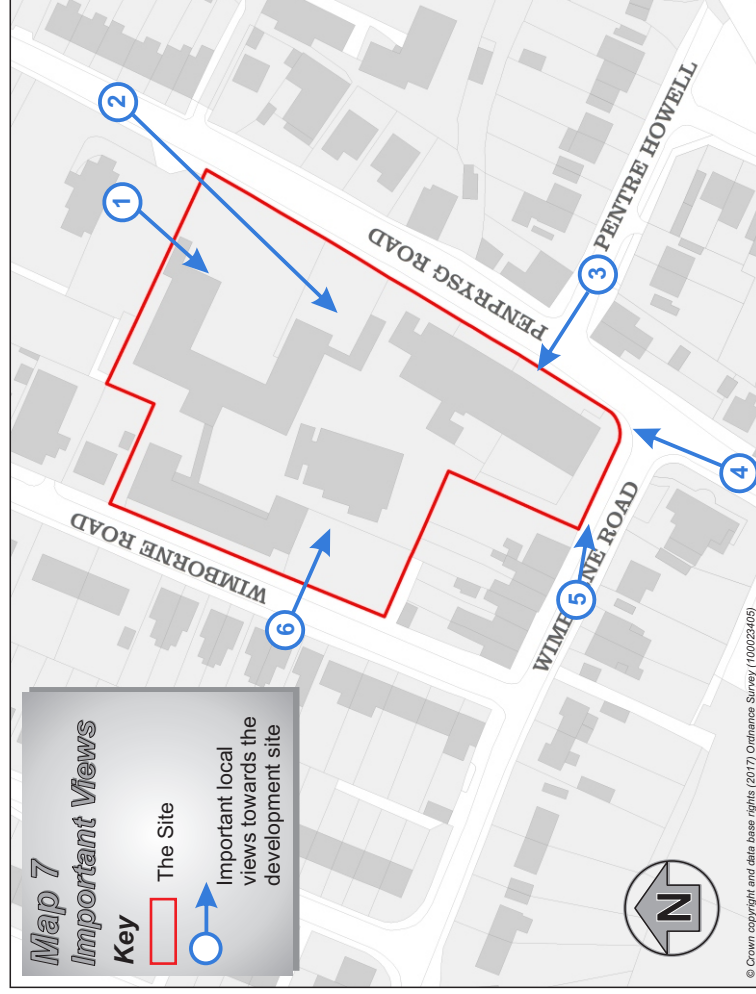 Map 7
Important Views
Key
The Site
Important local
views towards the
development site
WIMBORNE ROAD
PENPRYSG ROAD
PENTRE HOWELL
WIMB NE ROAD
1
2
3
4
5
6
N
© Crown copyright and data base rights (2017) Ordnance Survey (100023405)